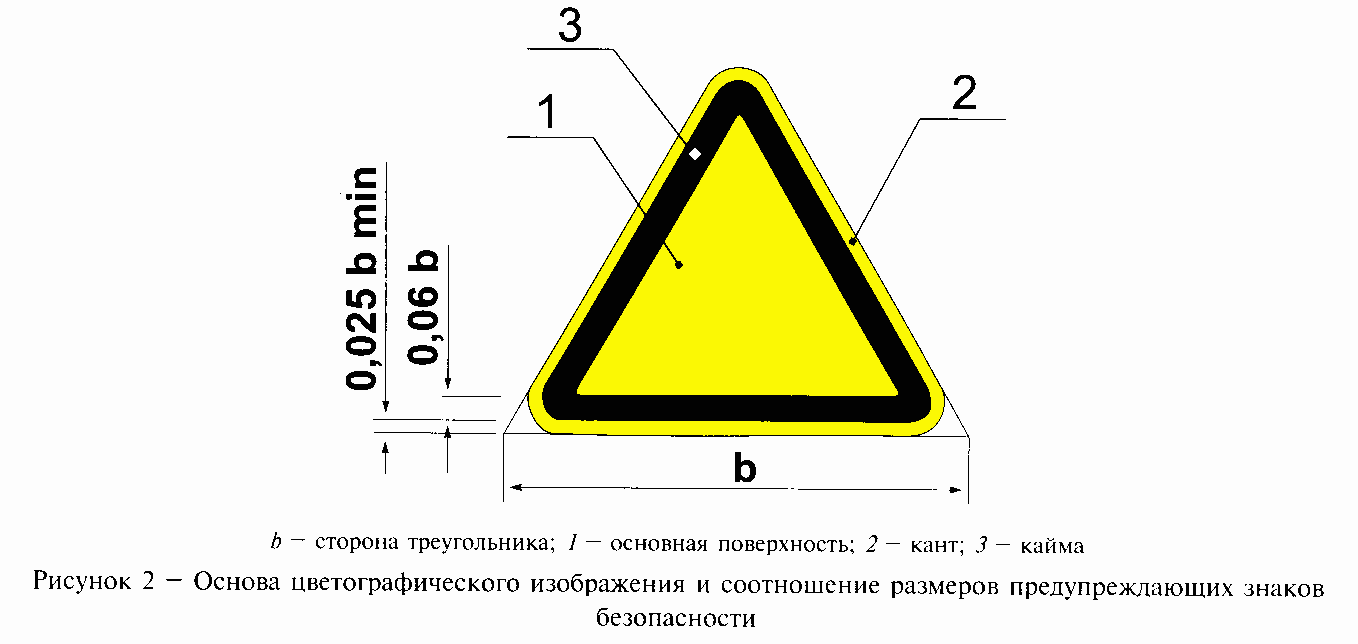 3
1
2
0,025 b min
0,06 b
b
b — сторона треугольника; 1 — основная поверхность; 2 — кант; 3 — кайма
Рисунок 2 — Основа цветографического изображения и соотношение размеров предупреждающих знаков
безопасности